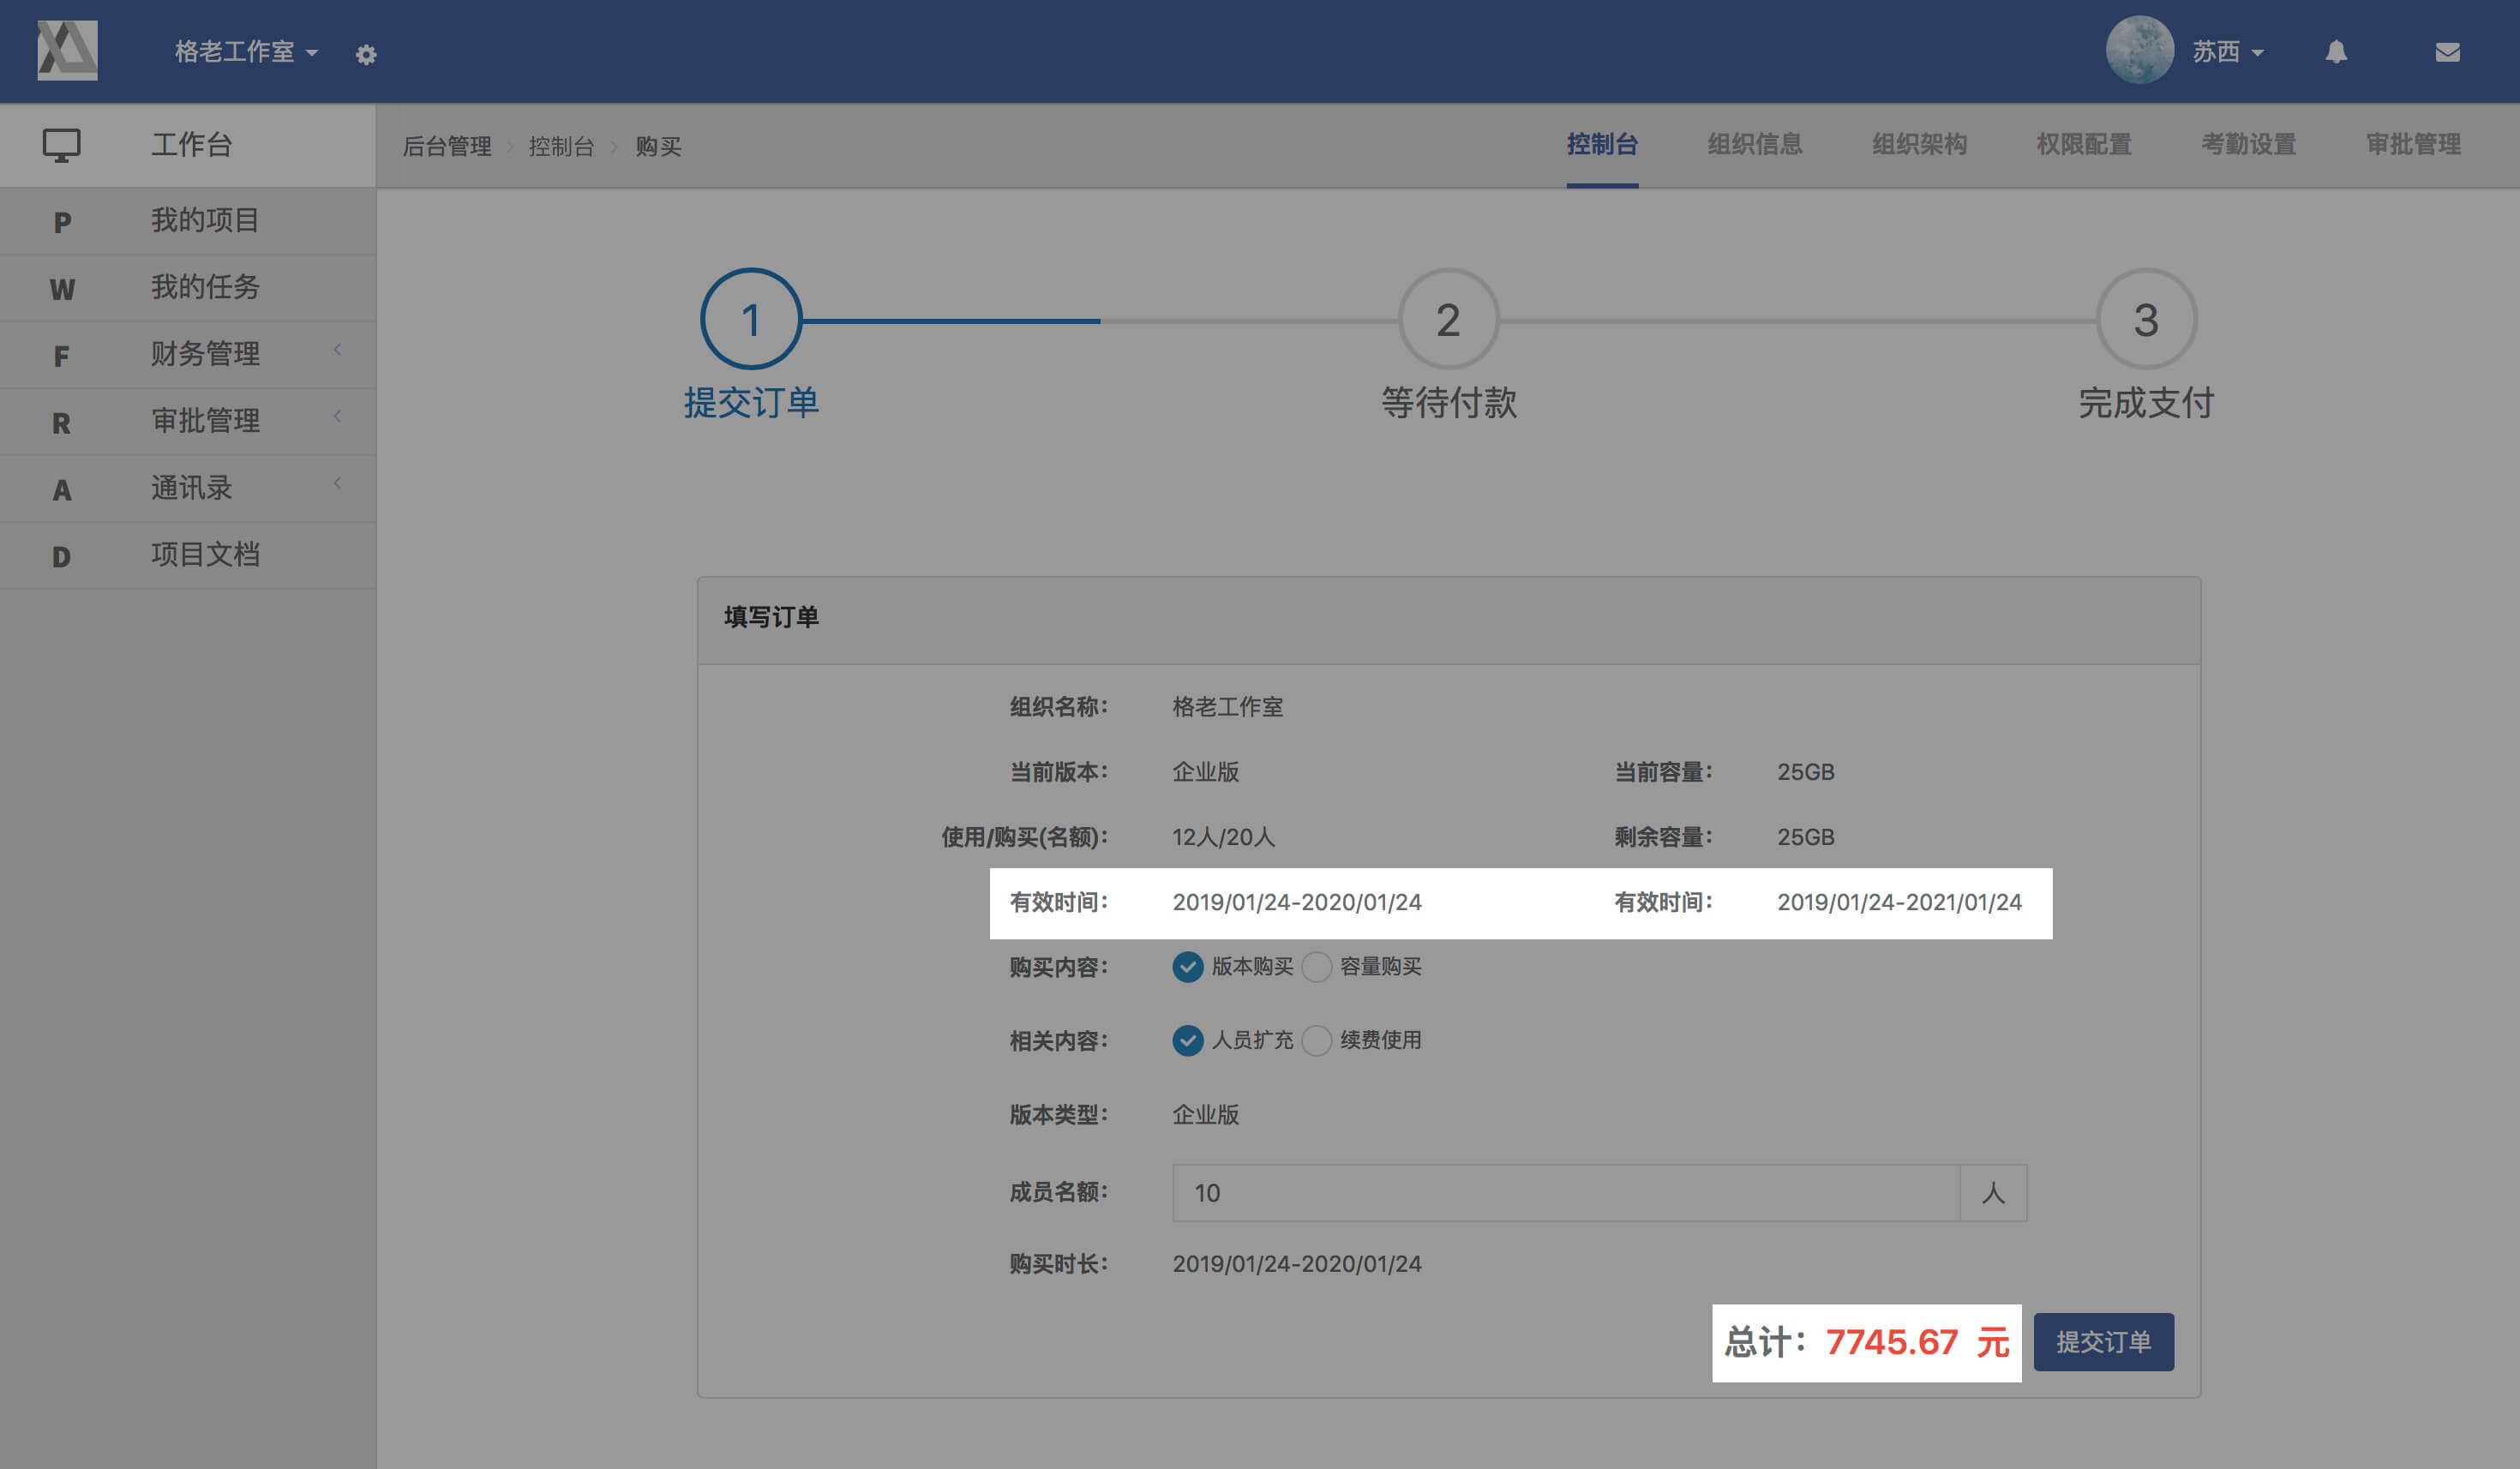 格老工作室
苏西
工作台
后台管理 控制台 购买
控制台 组织信息 组织架构 权限配置 考勤设置 审批管理
P 我的项目
W 我的任务
F 财务管理
R 审批管理
A 通讯录
D 项目文档
1 2 3
提交订单 等待付款 完成支付
填写订单
组织名称： 格老工作室
当前版本： 企业版 当前容量： 25GB
使用/购买(名额)： 12人/20人 剩余容量： 25GB
有效时间： 2019/01/24-2020/01/24 有效时间： 2019/01/24-2021/01/24
购买内容： 版本购买 容量购买
相关内容： 人员扩充 续费使用
版本类型： 企业版
成员名额： 10 人
购买时长： 2019/01/24-2020/01/24
总计：7745.67 元 提交订单